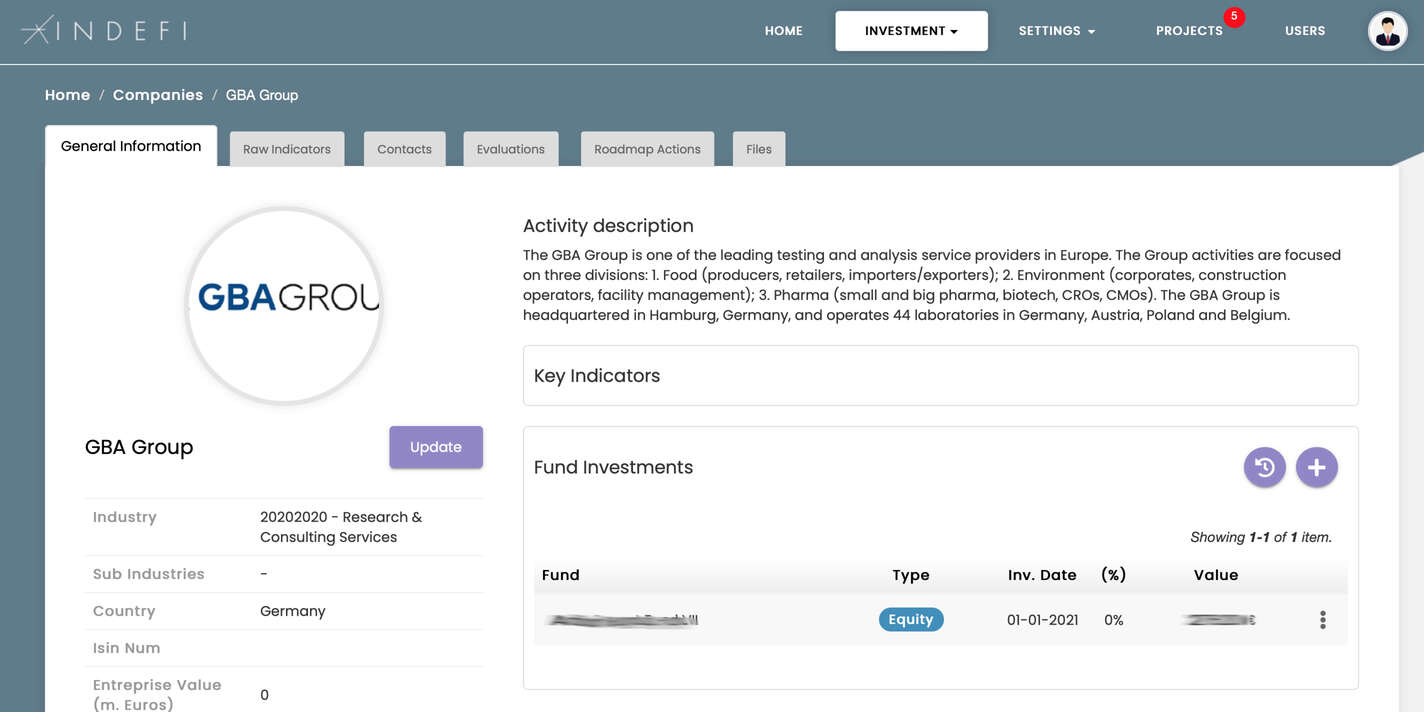 INDEFI
HOME INVESTMENT SETTINGS PROJECTS 5 USERS
Home / Companies / GBA Group
General Information Raw Indicators Contacts Evaluations Roadmap Actions Files
GBAGROU
GBA Group
Update
Industry 20202020 - Research &
Consulting Services
Sub Industries -
Country Germany
Isin Num
Entreprise Value
(m. Euros) 0
Activity description
The GBA Group is one of the leading testing and analysis service providers in Europe. The Group activities are focused
on three divisions: 1. Food (producers, retailers, importers/exporters); 2. Environment (corporates, construction
operators, facility management); 3. Pharma (small and big pharma, biotech, CROs, CMOs). The GBA Group is
headquartered in Hamburg, Germany, and operates 44 laboratories in Germany, Austria, Poland and Belgium.
Key Indicators
Fund Investments
Showing 1-1 of 1 item.
Fund Type Inv. Date (%) Value
Equity 01-01-2021 0%